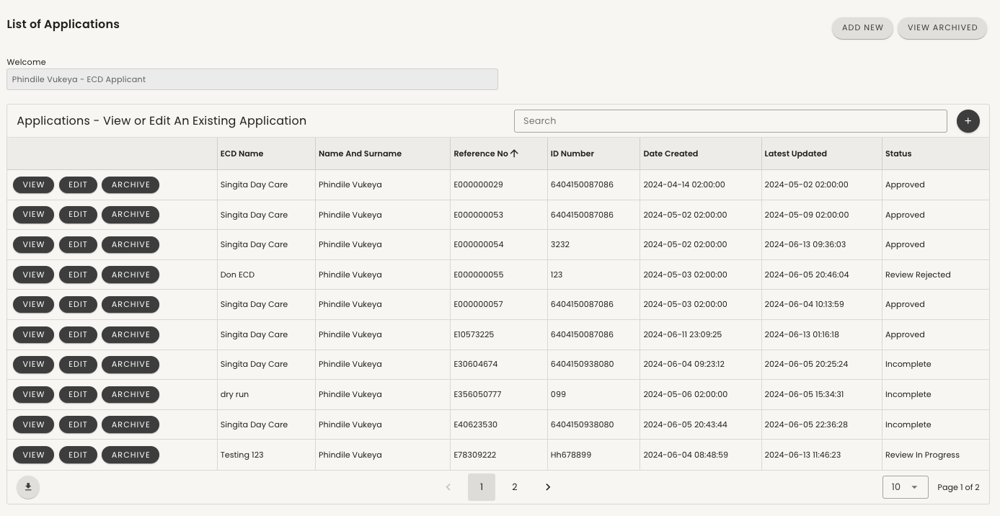 List of Applications
ADD NEW VIEW ARCHIVED
Welcome
Phindile Vukeya - ECD Applicant
Applications - View or Edit An Existing Application Search +
ECD Name Name And Surname Reference No ID Number Date Created Latest Updated Status
VIEW EDIT ARCHIVE Singita Day Care Phindile Vukeya E000000029 6404150087086 2024-04-14 02:00:00 2024-05-02 02:00:00 Approved
VIEW EDIT ARCHIVE Singita Day Care Phindile Vukeya E000000053 6404150087086 2024-05-02 02:00:00 2024-05-09 02:00:00 Approved
VIEW EDIT ARCHIVE Singita Day Care Phindile Vukeya E000000054 3232 2024-05-02 02:00:00 2024-06-13 09:36:03 Approved
VIEW EDIT ARCHIVE Don ECD Phindile Vukeya E000000055 123 2024-05-03 02:00:00 2024-06-05 20:46:04 Review Rejected
VIEW EDIT ARCHIVE Singita Day Care Phindile Vukeya E000000057 6404150087086 2024-05-03 02:00:00 2024-06-04 10:13:59 Approved
VIEW EDIT ARCHIVE Singita Day Care Phindile Vukeya E10573225 6404150087086 2024-06-11 23:09:25 2024-06-13 01:16:18 Approved
VIEW EDIT ARCHIVE Singita Day Care Phindile Vukeya E30604674 6404150938080 2024-06-04 09:23:12 2024-06-05 20:25:24 Incomplete
VIEW EDIT ARCHIVE dry run Phindile Vukeya E356050777 099 2024-05-06 02:00:00 2024-06-05 15:34:31 Incomplete
VIEW EDIT ARCHIVE Singita Day Care Phindile Vukeya E40623530 6404150938080 2024-06-05 20:43:44 2024-06-05 22:36:28 Incomplete
VIEW EDIT ARCHIVE Testing 123 Phindile Vukeya E78309222 Hh678899 2024-06-04 08:48:59 2024-06-13 11:46:23 Review In Progress
1 2 10 Page 1 of 2